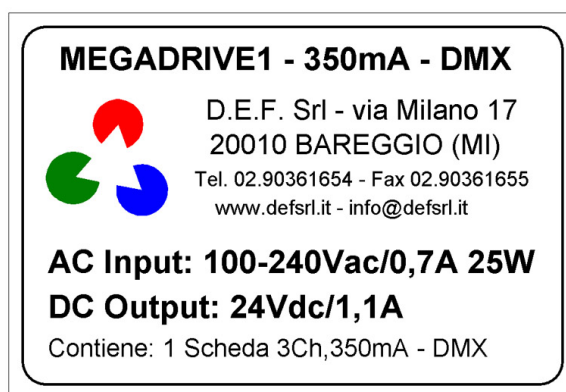 MEGADRIVE1 - 350mA - DMX
D.E.F. Srl - via Milano 17
20010 BAREGGIO (MI)
Tel. 02.90361654 - Fax 02.90361655
www.defsrl.it - info@defsrl.it
AC Input: 100-240Vac/0,7A 25W
DC Output: 24Vdc/1,1A
Contiene: 1 Scheda 3Ch,350mA - DMX